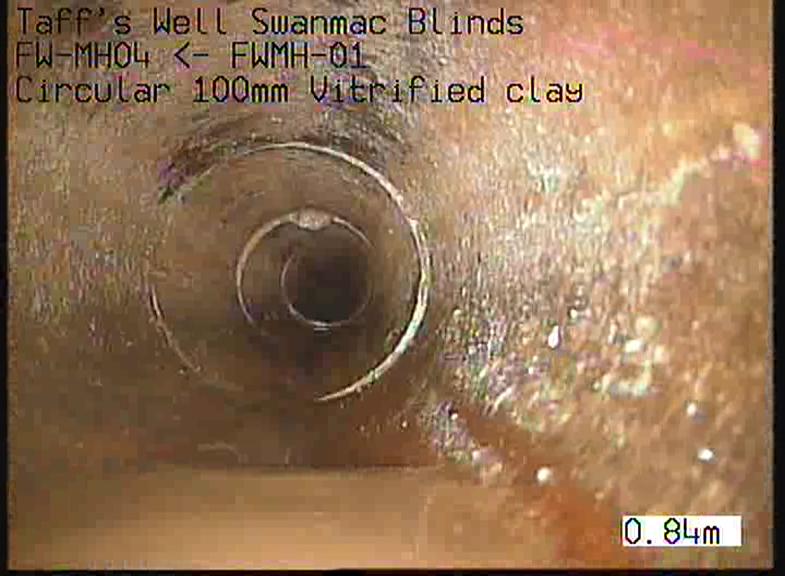 Taff's Well Swanmac Blinds
FW-MH04 <- FWMH-01
Circular 100mm Vitrified clay
0.84m